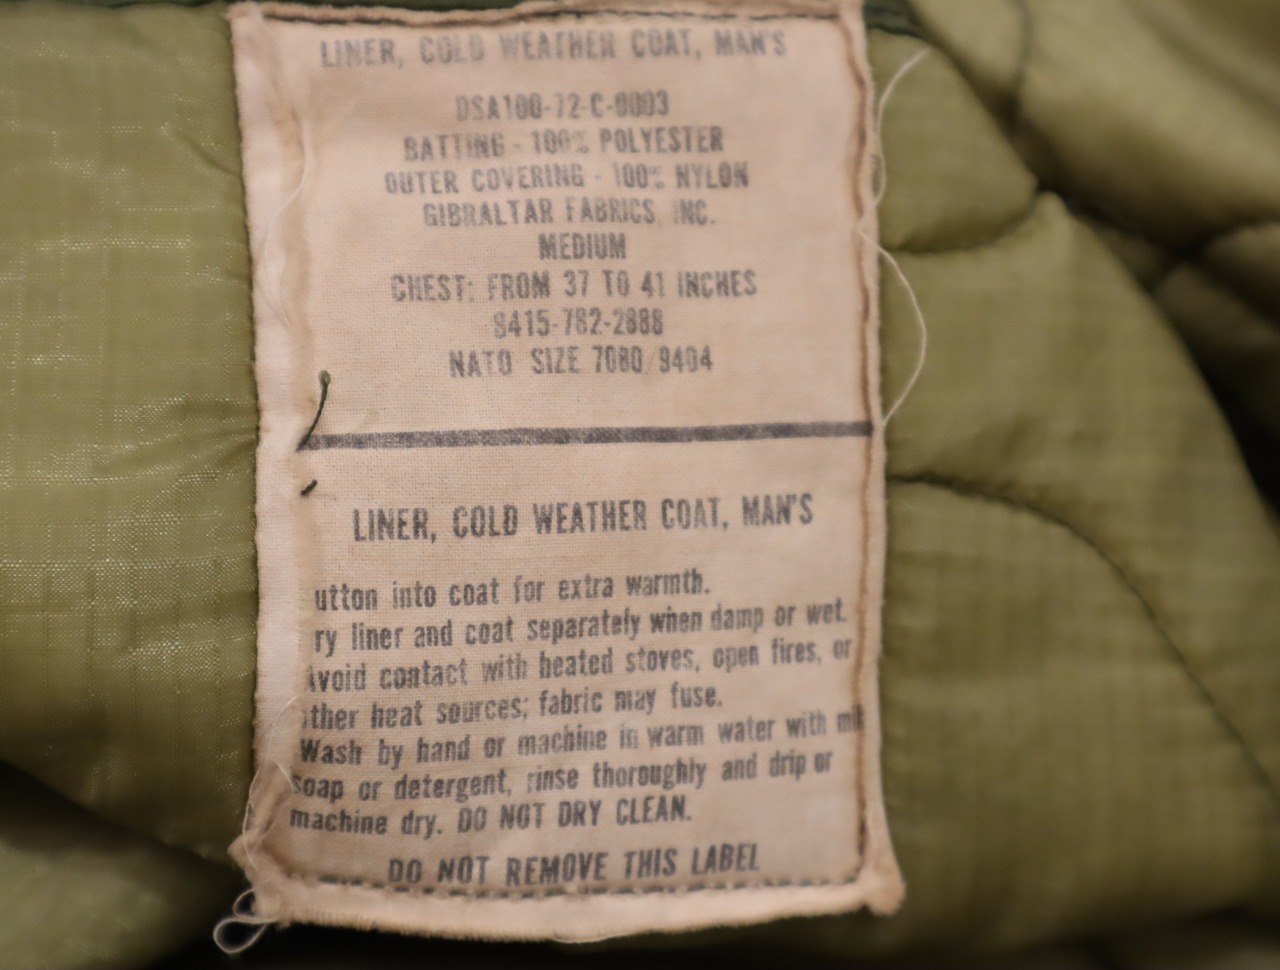 LINER, COLD WEATHER COAT, MAN'S
DSA100-72-C-0003
BATTING - 100% POLYESTER
OUTER COVERING - 100% NYLON
GIBRALTAR FABRICS, INC.
MEDIUM
CHEST: FROM 37 TO 41 INCHES
8415-782-2888
NATO SIZE 7080/9404
LINER, COLD WEATHER COAT, MAN'S
utton into coat for extra warmth.
ry liner and coat separately when damp or wet.
Avoid contact with heated stoves, open fires, or
ther heat sources; fabric may fuse.
Wash by hand or machine in warm water with mil
soap or detergent, rinse thoroughly and drip or
machine dry. DO NOT DRY CLEAN.
DO NOT REMOVE THIS LABEL